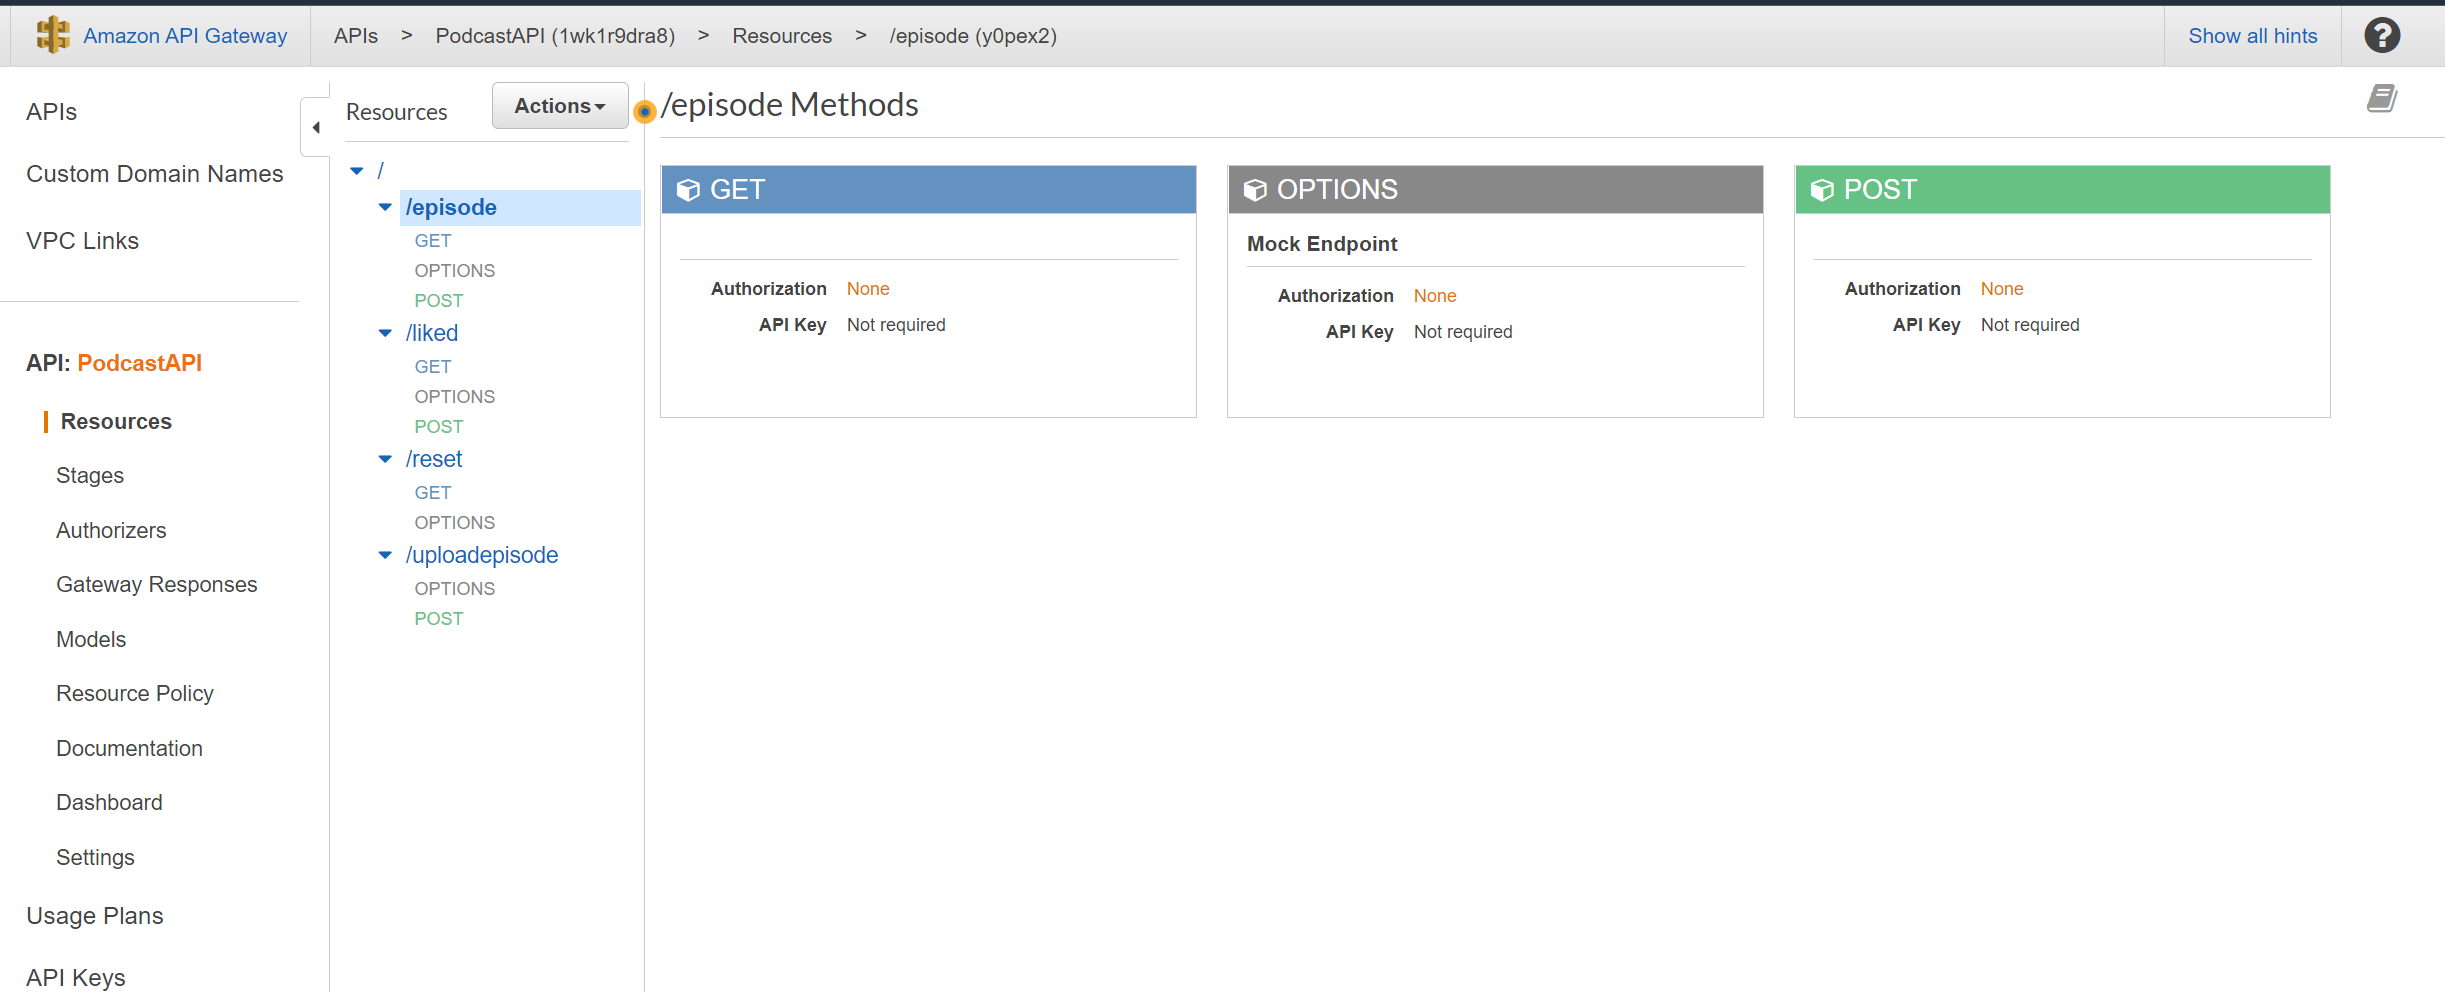 Amazon API Gateway
APIs > PodcastAPI (1wk1r9dra8) > Resources > /episode (y0pex2)
Show all hints
?
APIs
Custom Domain Names
VPC Links
API: PodcastAPI
Resources
Stages
Authorizers
Gateway Responses
Models
Resource Policy
Documentation
Dashboard
Settings
Usage Plans
API Keys
Resources
Actions
/
/episode
GET
OPTIONS
POST
/liked
GET
OPTIONS
POST
/reset
GET
OPTIONS
/uploadepisode
OPTIONS
POST
/episode Methods
GET
Authorization None
API Key Not required
OPTIONS
Mock Endpoint
Authorization None
API Key Not required
POST
Authorization None
API Key Not required